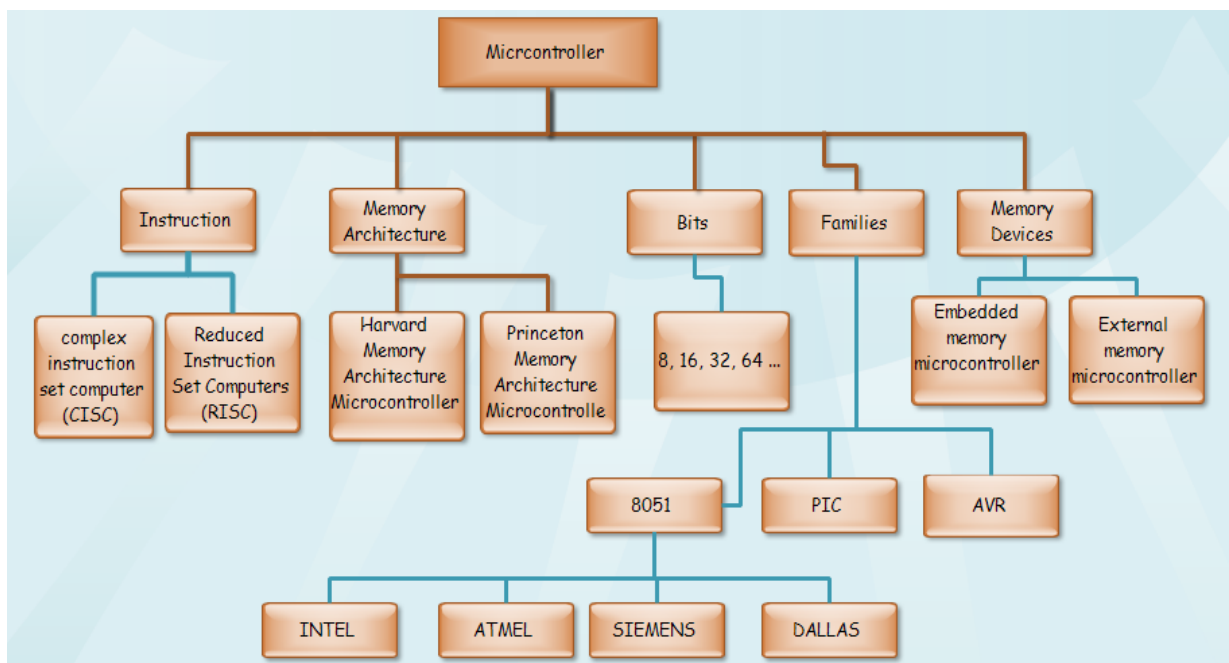 Micrcontroller
Instruction
Memory
Architecture
Bits
Families
Memory
Devices
complex
instruction
set computer
(CISC)
Reduced
Instruction
Set Computers
(RISC)
Harvard
Memory
Architecture
Microcontroller
Princeton
Memory
Architecture
Microcontrolle
8, 16, 32, 64 ...
Embedded
memory
microcontroller
External
memory
microcontroller
8051
PIC
AVR
INTEL
ATMEL
SIEMENS
DALLAS